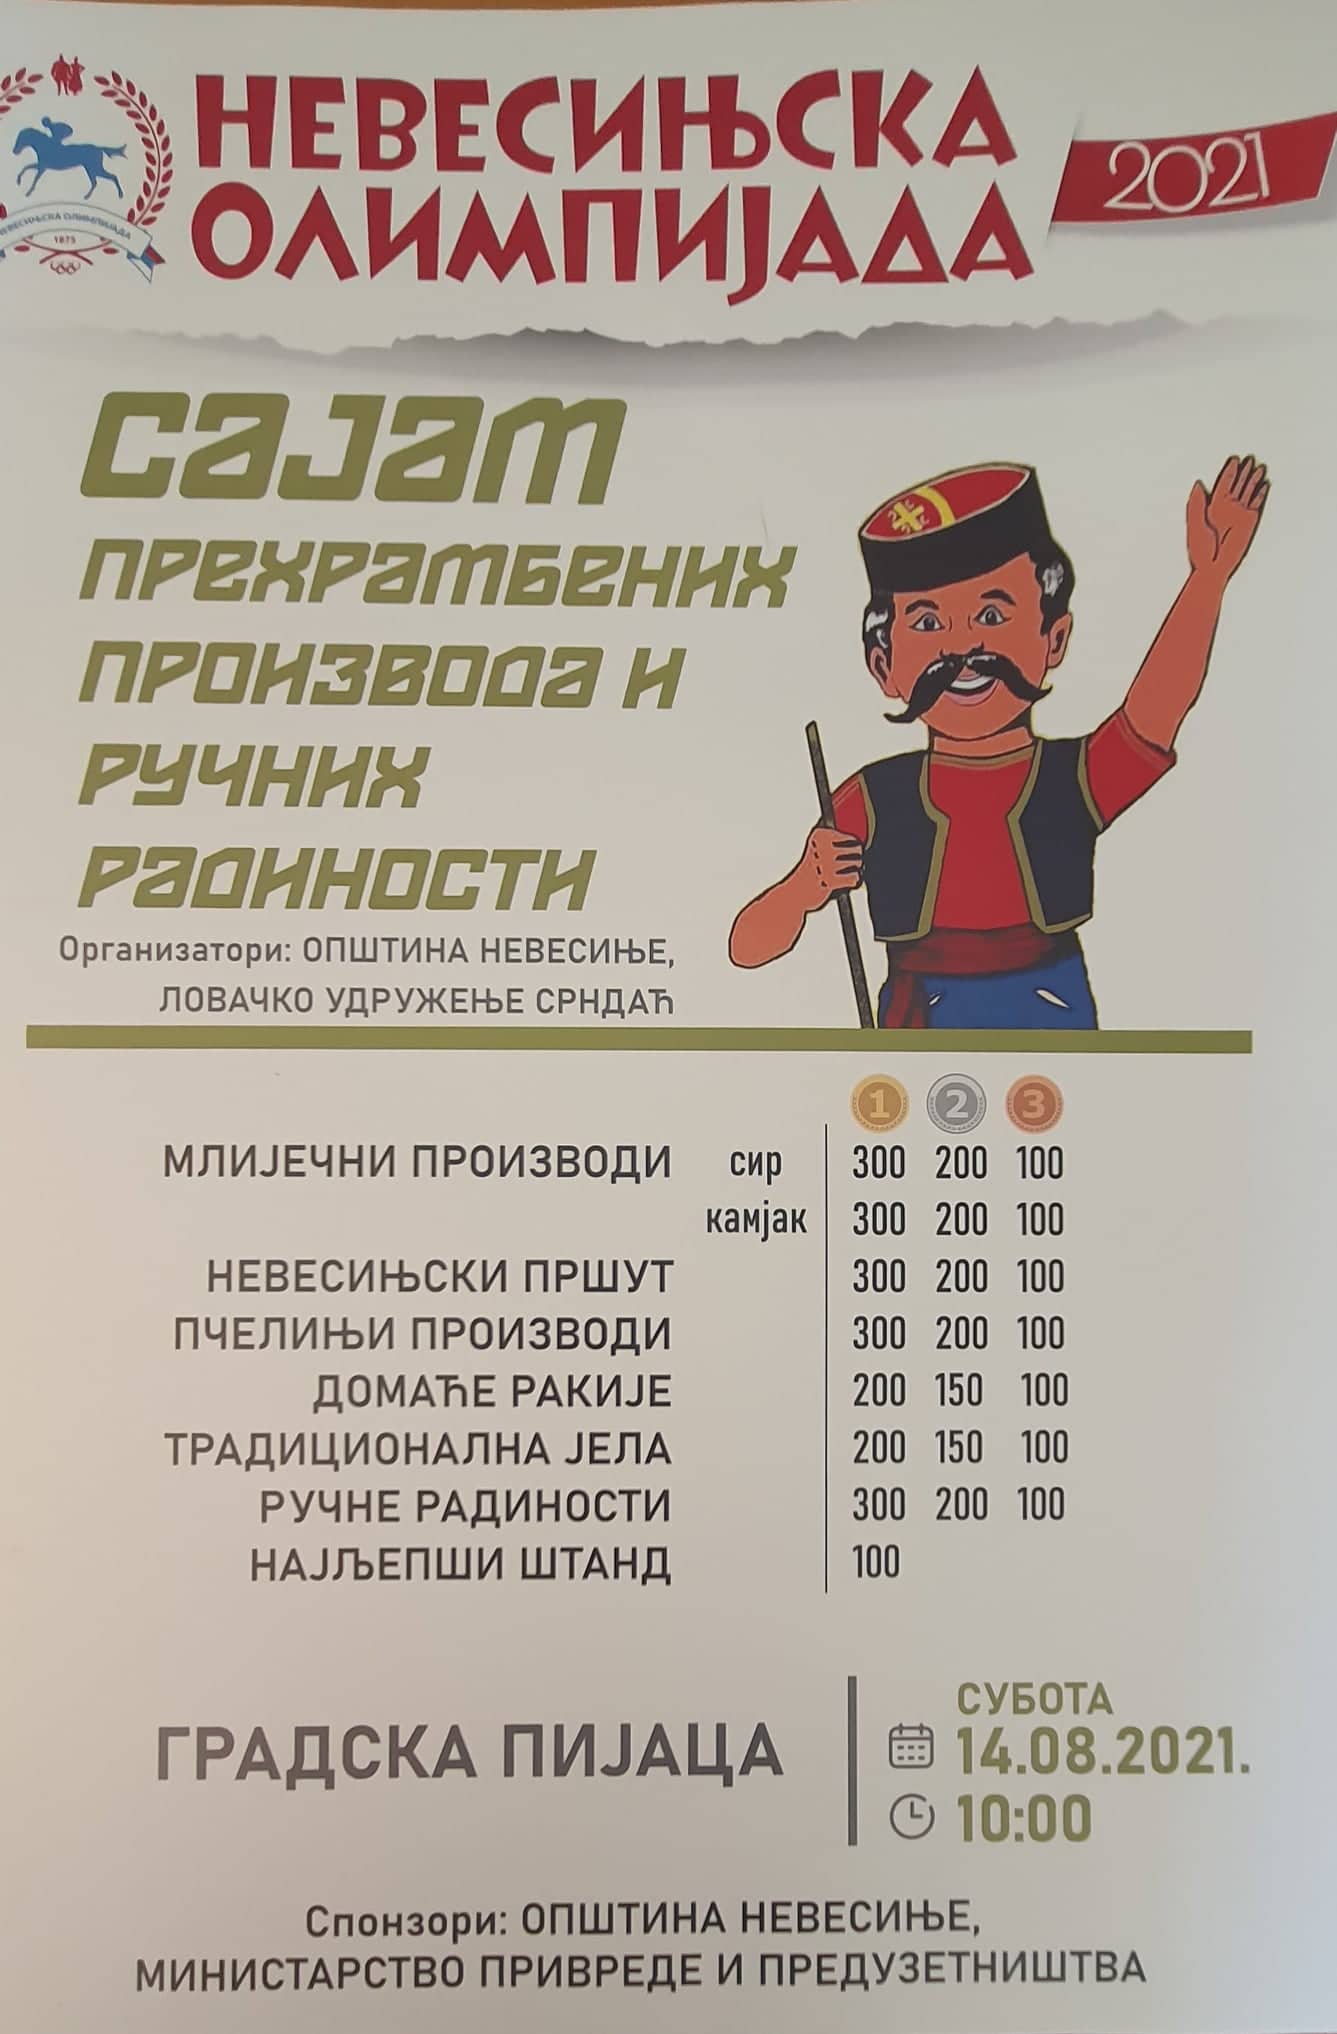 НЕВЕСИЊСКА
ОЛИМПИЈАДА
2021
НЕВЕСИЊСКА ОЛИМПИЈАДА
1875
САЈАМ
ПРЕХРАМБЕНИХ
ПРОИЗВОДА И
РУЧНИХ
РАДИНОСТИ
Организатори: ОПШТИНА НЕВЕСИЊЕ,
ЛОВАЧКО УДРУЖЕЊЕ СРНДАЋ
1 2 3
МЛИЈЕЧНИ ПРОИЗВОДИ сир 300 200 100
камјак 300 200 100
НЕВЕСИЊСКИ ПРШУТ 300 200 100
ПЧЕЛИЊИ ПРОИЗВОДИ 300 200 100
ДОМАЋЕ РАКИЈЕ 200 150 100
ТРАДИЦИОНАЛНА ЈЕЛА 200 150 100
РУЧНЕ РАДИНОСТИ 300 200 100
НАЈЉЕПШИ ШТАНД 100
ГРАДСКА ПИЈАЦА
СУБОТА
14.08.2021.
10:00
Спонзори: ОПШТИНА НЕВЕСИЊЕ,
МИНИСТАРСТВО ПРИВРЕДЕ И ПРЕДУЗЕТНИШТВА